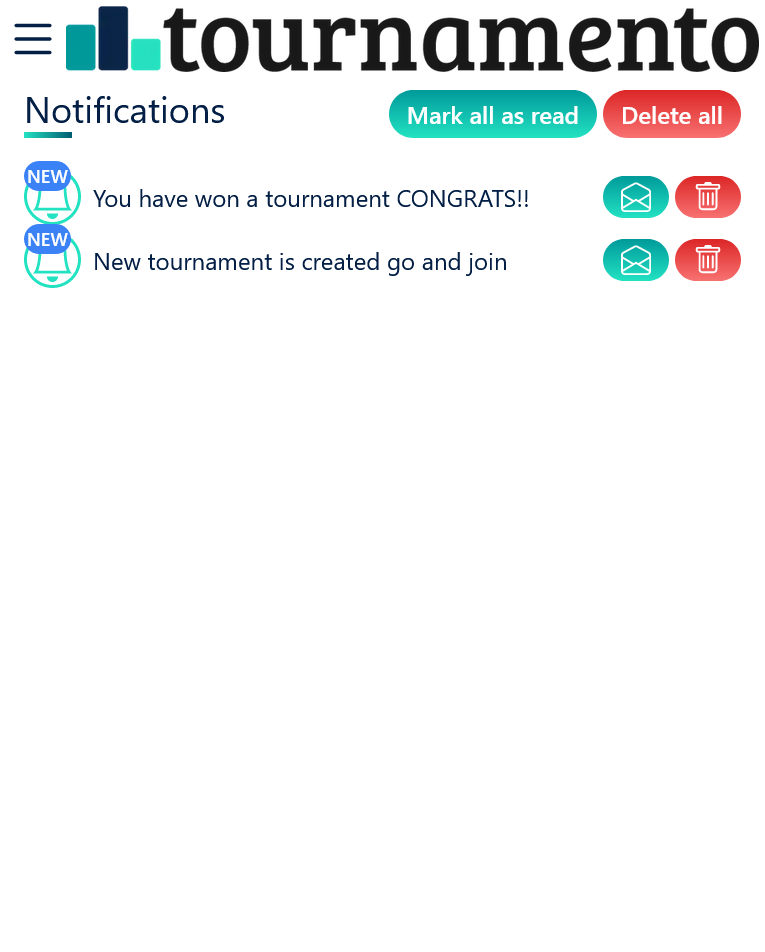 tournamento
Notifications
Mark all as read
Delete all
NEW
You have won a tournament CONGRATS!!
NEW
New tournament is created go and join